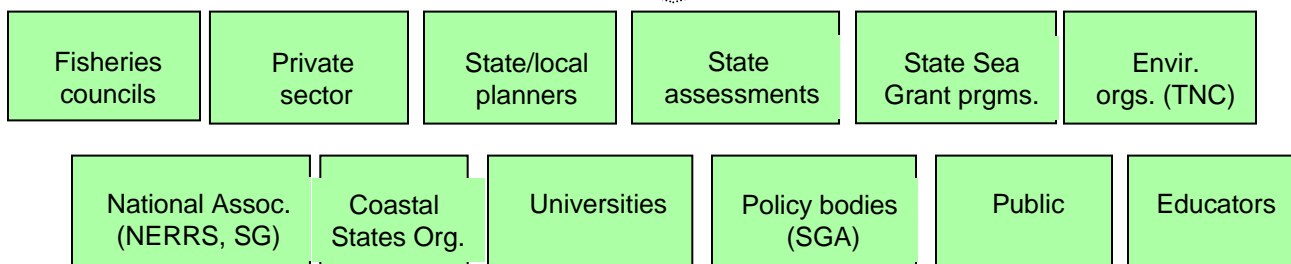 Fisheries
councils
Private
sector
State/local
planners
State
assessments
State Sea
Grant prgms.
Envir.
orgs. (TNC)
National Assoc.
(NERRS, SG)
Coastal
States Org.
Universities
Policy bodies
(SGA)
Public
Educators